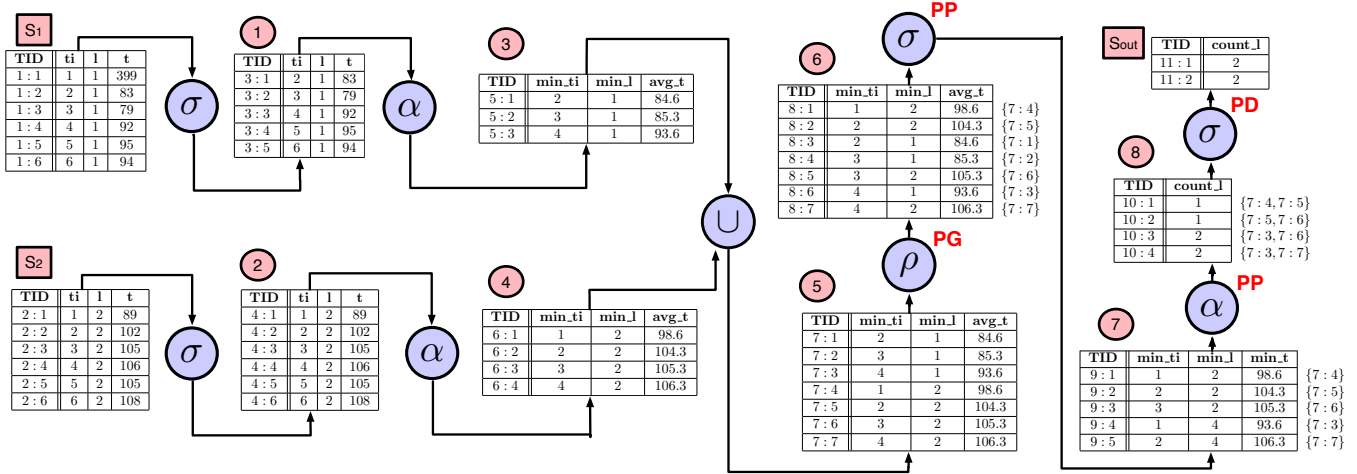 S1
TID ti l t
1 : 1 1 1 399
1 : 2 2 1 83
1 : 3 3 1 79
1 : 4 4 1 92
1 : 5 5 1 95
1 : 6 6 1 94
σ
1
TID ti l t
3 : 1 2 1 83
3 : 2 3 1 79
3 : 3 4 1 92
3 : 4 5 1 95
3 : 5 6 1 94
α
3
TID min_ti min_l avg_t
5 : 1 2 1 84.6
5 : 2 3 1 85.3
5 : 3 4 1 93.6
S2
TID ti l t
2 : 1 1 2 89
2 : 2 2 2 102
2 : 3 3 2 105
2 : 4 4 2 106
2 : 5 5 2 105
2 : 6 6 2 108
σ
2
TID ti l t
4 : 1 1 2 89
4 : 2 2 2 102
4 : 3 3 2 105
4 : 4 4 2 106
4 : 5 5 2 105
4 : 6 6 2 108
α
4
TID min_ti min_l avg_t
6 : 1 1 2 98.6
6 : 2 2 2 104.3
6 : 3 3 2 105.3
6 : 4 4 2 106.3
∪
5
TID min_ti min_l avg_t
7 : 1 2 1 84.6
7 : 2 3 1 85.3
7 : 3 4 1 93.6
7 : 4 1 2 98.6
7 : 5 2 2 104.3
7 : 6 3 2 105.3
7 : 7 4 2 106.3
PG
ρ
6
TID min_ti min_l avg_t
8 : 1 1 2 98.6 {7 : 4}
8 : 2 2 2 104.3 {7 : 5}
8 : 3 2 1 84.6 {7 : 1}
8 : 4 3 1 85.2 {7 : 2}
8 : 5 3 2 105.3 {7 : 6}
8 : 6 4 1 93.6 {7 : 3}
8 : 7 4 2 106.3 {7 : 7}
PP
σ
7
TID min_ti min_l min_t
9 : 1 1 2 98.6 {7 : 4}
9 : 2 2 2 104.3 {7 : 5}
9 : 3 3 2 105.3 {7 : 6}
9 : 4 1 4 93.6 {7 : 3}
9 : 5 2 4 106.3 {7 : 7}
PP
α
8
TID count_l
10 : 1 1 {7 : 4, 7 : 5}
10 : 2 1 {7 : 5, 7 : 6}
10 : 3 2 {7 : 3, 7 : 6}
10 : 4 2 {7 : 3, 7 : 7}
PD
σ
Sout
TID count_l
11 : 1 2
11 : 2 2